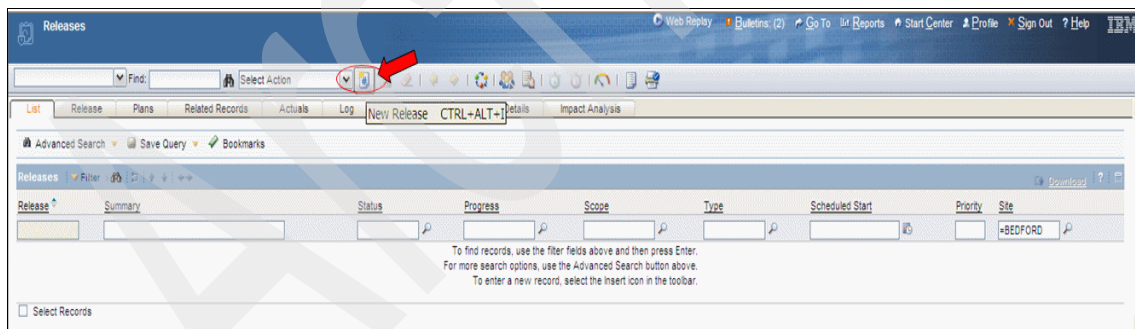 Releases
Web Replay Bulletins: (2) Go To Reports Start Center Profile Sign Out ? Help IBM
Find: Select Action
List Release Plans Related Records Actuals Log Details Impact Analysis
New Release CTRL+ALT+I
Advanced Search Save Query Bookmarks
Releases Filter Download ?
Release Summary Status Progress Scope Type Scheduled Start Priority Site
=BEDFORD
To find records, use the filter fields above and then press Enter.
For more search options, use the Advanced Search button above.
To enter a new record, select the Insert icon in the toolbar.
Select Records